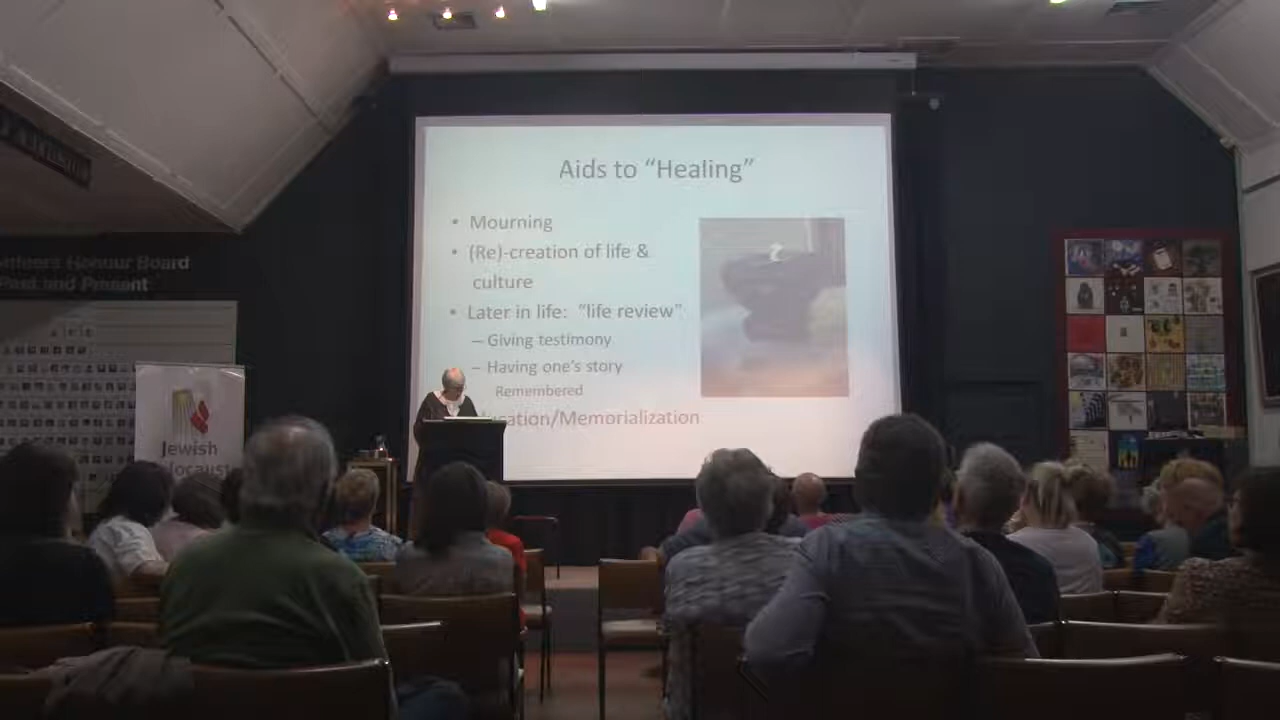 Aids to “Healing”
• Mourning
• (Re)-creation of life &
culture
• Later in life: “life review”
– Giving testimony
– Having one’s story
Remembered
/Memorialization
Honour Board
Past and Present
Jewish